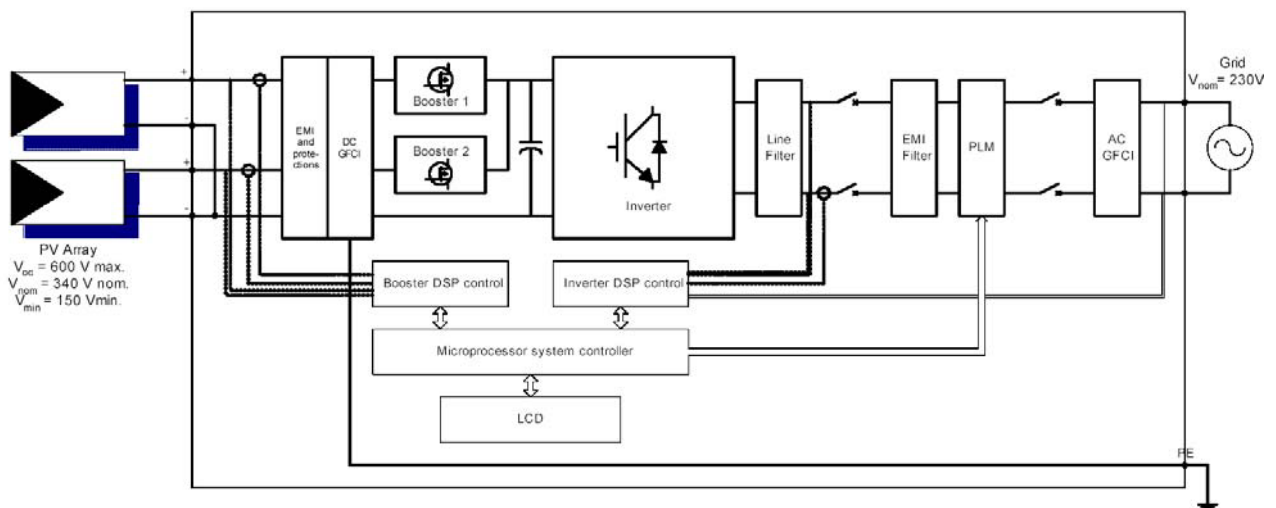 +
-
+
-
PV Array
Voc = 600 V max.
Vnom = 340 V nom.
Vmin = 150 Vmin.
EMI
and
prote-
ctions
DC
GFCI
Booster 1
Booster 2
Inverter
Line
Filter
EMI
Filter
PLM
AC
GFCI
Grid
Vnom= 230V
Booster DSP control
Inverter DSP control
Microprocessor system controller
LCD
PE